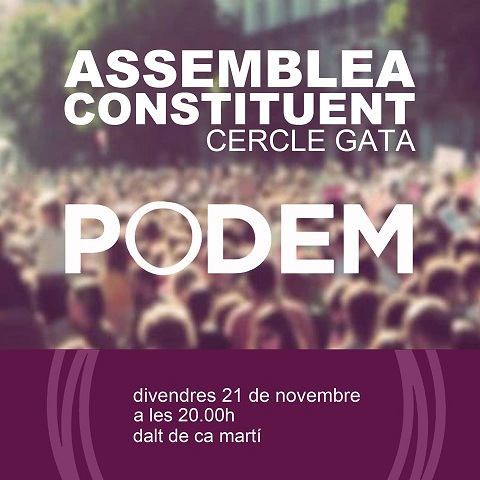 ASSEMBLEA
CONSTITUENT
CERCLE GATA
PODEM
divendres 21 de novembre
a les 20.00h
dalt de ca martí